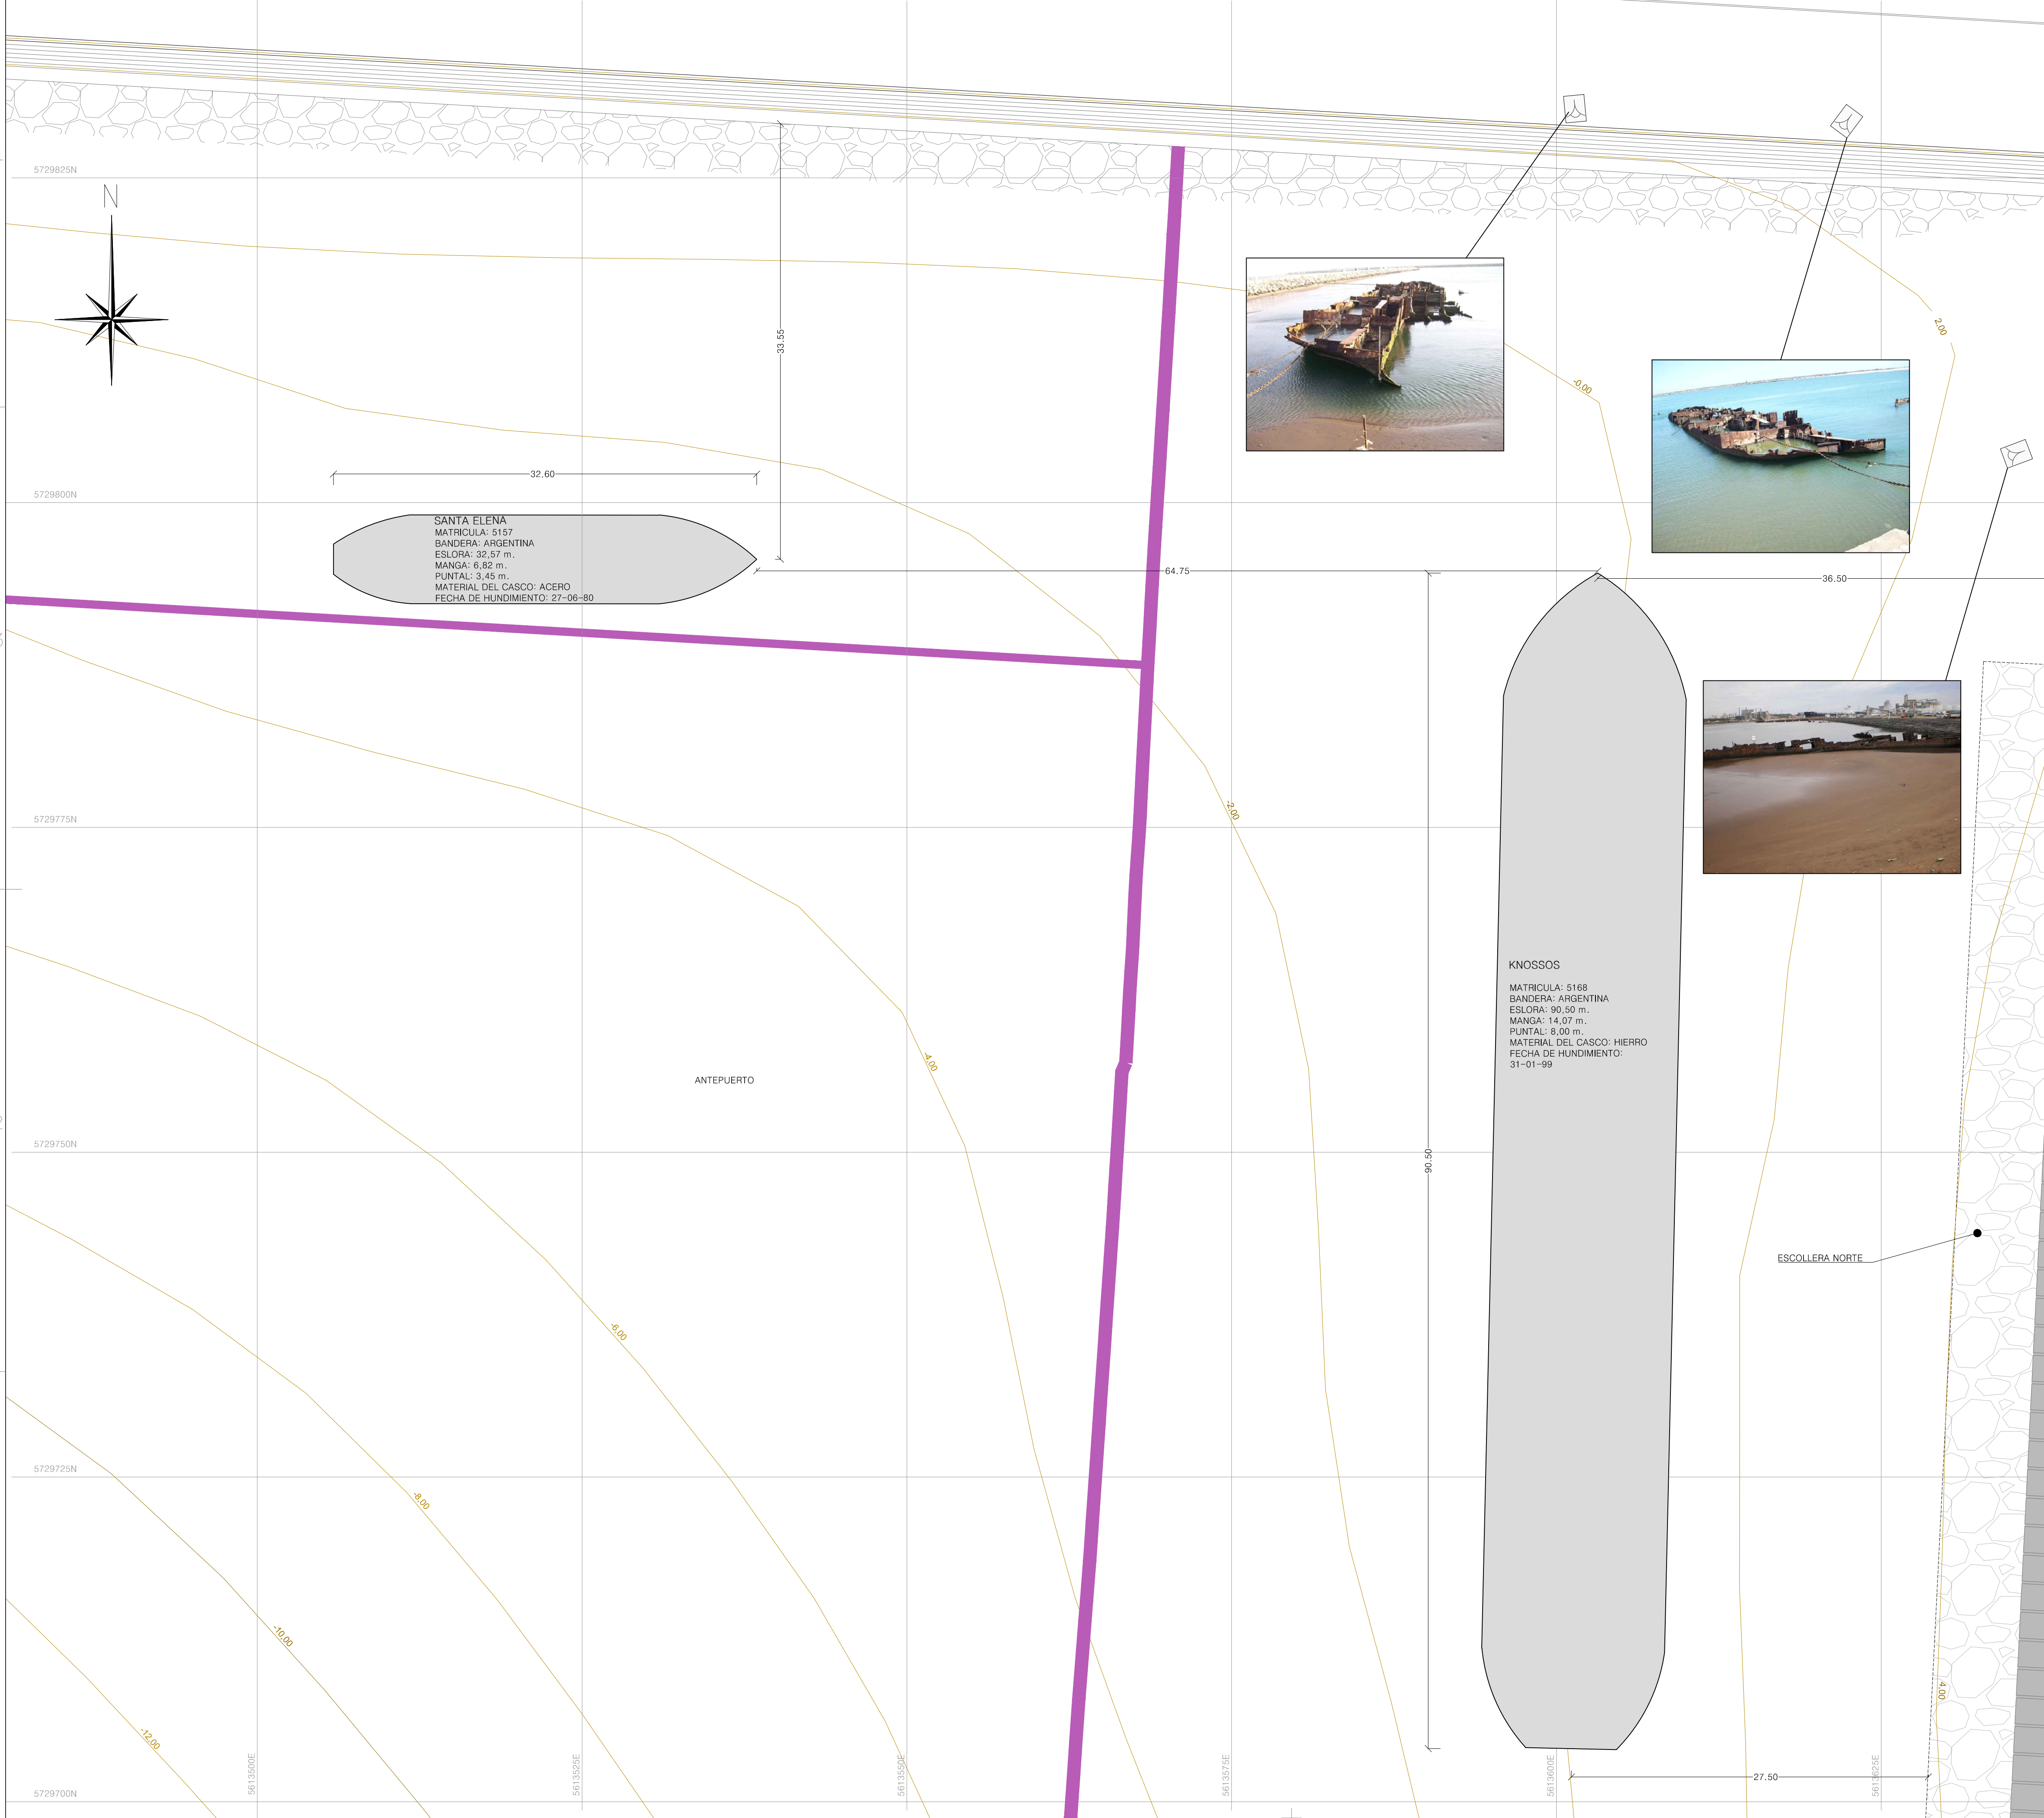 5729825N
N
33.55
2,00
-0,00
32,60
5729800N
SANTA ELENA
MATRICULA: 5157
BANDERA: ARGENTINA
ESLORA: 32,57 m.
MANGA: 6,82 m.
PUNTAL: 3,45 m.
MATERIAL DEL CASCO: ACERO
FECHA DE HUNDIMIENTO: 27-06-80
64.75
36.50
5729775N
-2,00
KNOSSOS
MATRICULA: 5168
BANDERA: ARGENTINA
ESLORA: 90,50 m.
MANGA: 14,07 m.
PUNTAL: 8,00 m.
MATERIAL DEL CASCO: HIERRO
FECHA DE HUNDIMIENTO:
31-01-99
-4,00
ANTEPUERTO
5729750N
90.50
ESCOLLERA NORTE
-6,00
5729725N
-8,00
-10,00
4,00
-12,00
5613500E
5613525E
5613550E
5613575E
5613600E
5613625E
27.50
5729700N